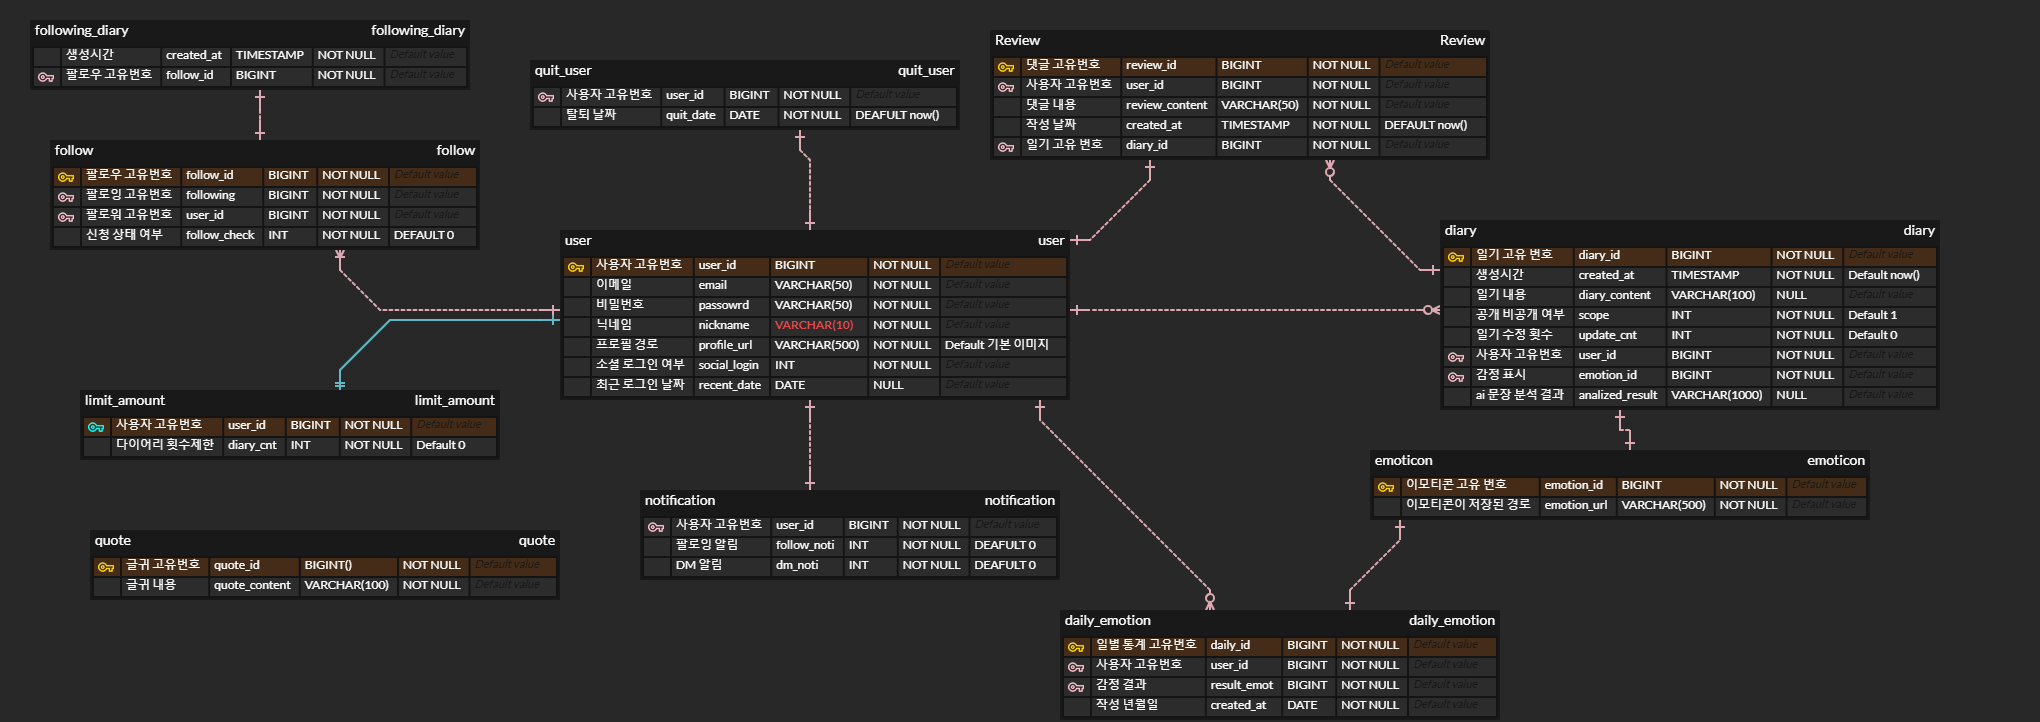 following_diary following_diary
생성시간 created_at TIMESTAMP NOT NULL Default value
팔로우 고유번호 follow_id BIGINT NOT NULL Default value
follow follow
팔로우 고유번호 follow_id BIGINT NOT NULL Default value
팔로잉 고유번호 following BIGINT NOT NULL Default value
팔로워 고유번호 user_id BIGINT NOT NULL Default value
신청 상태 여부 follow_check INT NOT NULL DEFAULT 0
limit_amount limit_amount
사용자 고유번호 user_id BIGINT NOT NULL Default value
다이어리 횟수제한 diary_cnt INT NOT NULL Default 0
quote quote
글귀 고유번호 quote_id BIGINT() NOT NULL Default value
글귀 내용 quote_content VARCHAR(100) NOT NULL Default value
quit_user quit_user
사용자 고유번호 user_id BIGINT NOT NULL Default value
탈퇴 날짜 quit_date DATE NOT NULL DEAFULT now()
user user
사용자 고유번호 user_id BIGINT NOT NULL Default value
이메일 email VARCHAR(50) NOT NULL Default value
비밀번호 passowrd VARCHAR(50) NOT NULL Default value
닉네임 nickname VARCHAR(10) NOT NULL Default value
프로필 경로 profile_url VARCHAR(500) NOT NULL Default 기본 이미지
소셜 로그인 여부 social_login INT NOT NULL Default value
최근 로그인 날짜 recent_date DATE NULL Default value
notification notification
사용자 고유번호 user_id BIGINT NOT NULL Default value
팔로잉 알림 follow_noti INT NOT NULL DEAFULT 0
DM 알림 dm_noti INT NOT NULL DEAFULT 0
Review Review
댓글 고유번호 review_id BIGINT NOT NULL Default value
사용자 고유번호 user_id BIGINT NOT NULL Default value
댓글 내용 review_content VARCHAR(50) NOT NULL Default value
작성 날짜 created_at TIMESTAMP NOT NULL DEFAULT now()
일기 고유 번호 diary_id BIGINT NOT NULL Default value
diary diary
일기 고유 번호 diary_id BIGINT NOT NULL Default value
생성시간 created_at TIMESTAMP NOT NULL Default now()
일기 내용 diary_content VARCHAR(100) NULL Default value
공개 비공개 여부 scope INT NOT NULL Default 1
일기 수정 횟수 update_cnt INT NOT NULL Default 0
사용자 고유번호 user_id BIGINT NOT NULL Default value
감정 표시 emotion_id BIGINT NOT NULL Default value
ai 문장 분석 결과 analized_result VARCHAR(1000) NULL Default value
emoticon emoticon
이모티콘 고유 번호 emotion_id BIGINT NOT NULL Default value
이모티콘이 저장된 경로 emotion_url VARCHAR(500) NOT NULL Default value
daily_emotion daily_emotion
일별 통계 고유번호 daily_id BIGINT NOT NULL Default value
사용자 고유번호 user_id BIGINT NOT NULL Default value
감정 결과 result_emot BIGINT NOT NULL Default value
작성 년월일 created_at DATE NOT NULL Default value